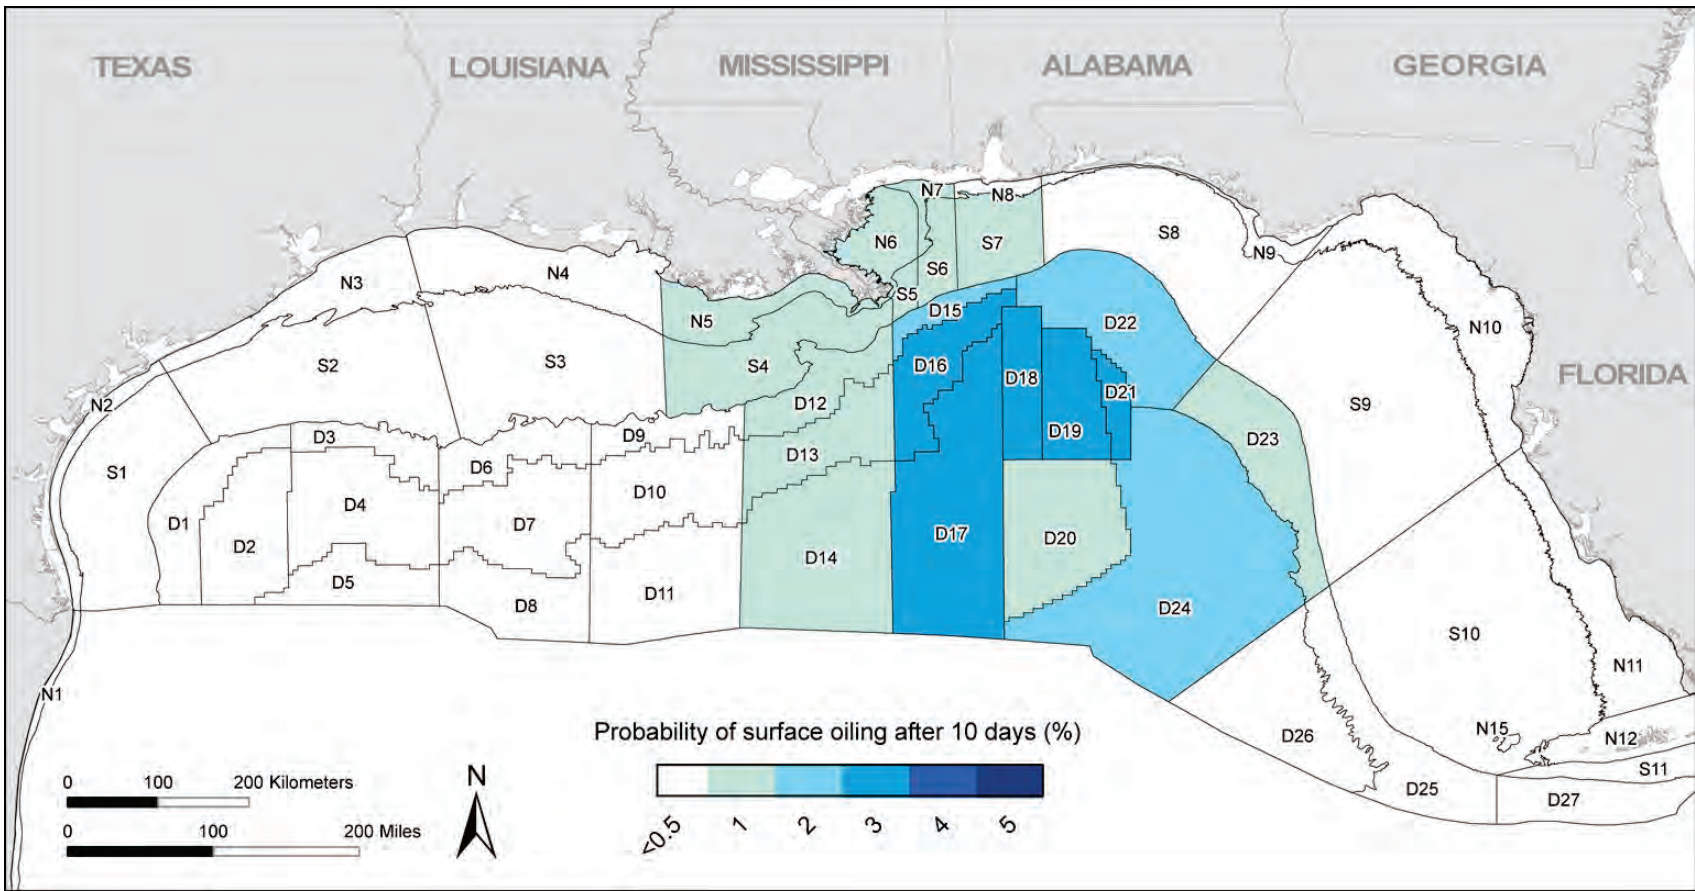 TEXAS
LOUISIANA
MISSISSIPPI
ALABAMA
GEORGIA
FLORIDA
N7
N8
N6
S7
S8
N9
S6
N3
N4
S5
N5
D15
D22
N10
S2
S3
S4
D16
D18
D21
N2
D12
S9
D3
D9
D19
D23
S1
D6
D13
D1
D4
D10
D2
D7
D17
D20
D14
D5
D8
D11
D24
S10
N11
N1
Probability of surface oiling after 10 days (%)
<0.5
1
2
3
4
5
D26
N15
N12
S11
D25
D27
0 100 200 Kilometers
0 100 200 Miles
N